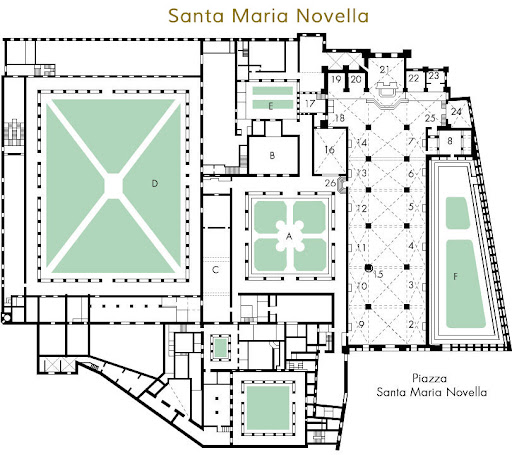 Santa Maria Novella
19 20 21 22 23
E 17
18 25 24
B 16 14 7 8
26 13 6
D 5
12
A 4
11
C 15 F
10 3
9 2
Piazza
Santa Maria Novella